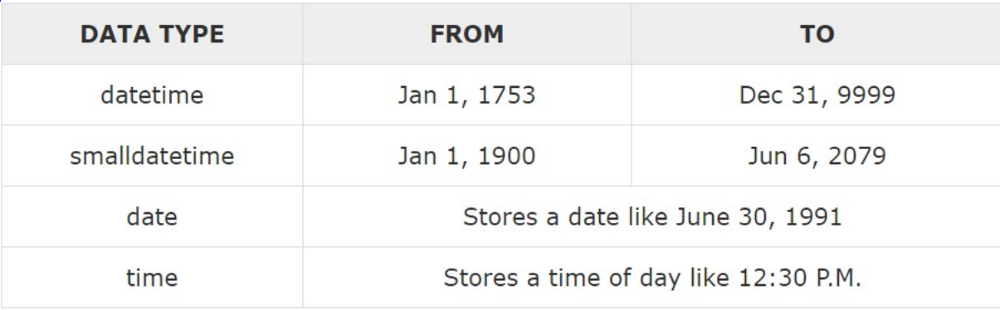 DATA TYPE FROM TO
datetime Jan 1, 1753 Dec 31, 9999
smalldatetime Jan 1, 1900 Jun 6, 2079
date Stores a date like June 30, 1991
time Stores a time of day like 12:30 P.M.